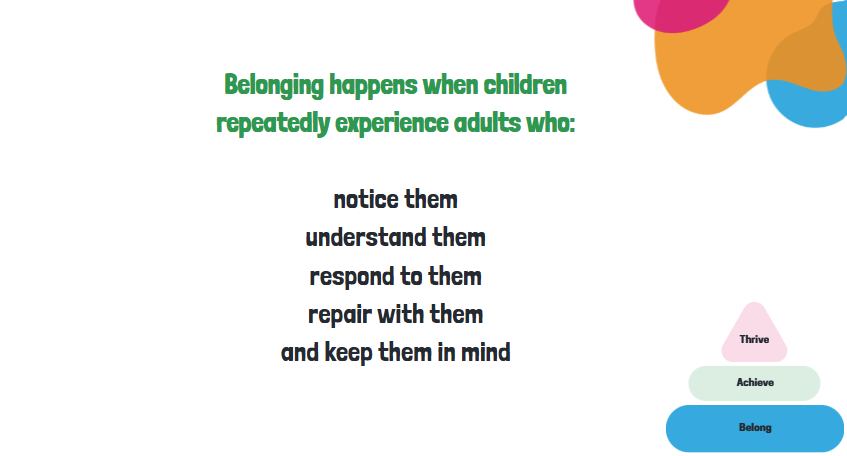 Belonging happens when children
repeatedly experience adults who:
notice them
understand them
respond to them
repair with them
and keep them in mind
Thrive
Achieve
Belong